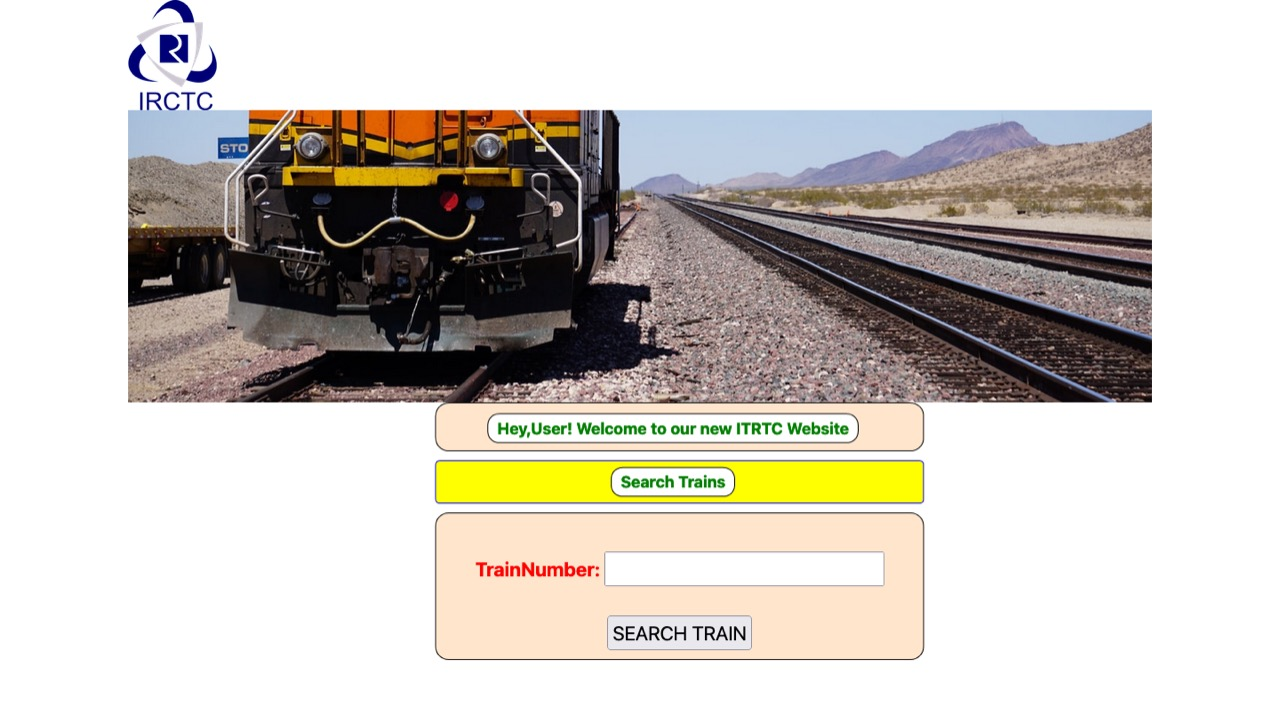 IRCTC
STO
Hey,User! Welcome to our new ITRTC Website
Search Trains
TrainNumber:
SEARCH TRAIN